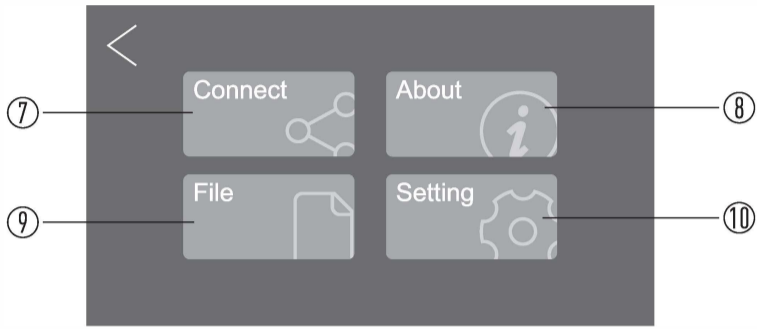 Connect
About
⑦
⑧
File
Setting
⑨
⑩